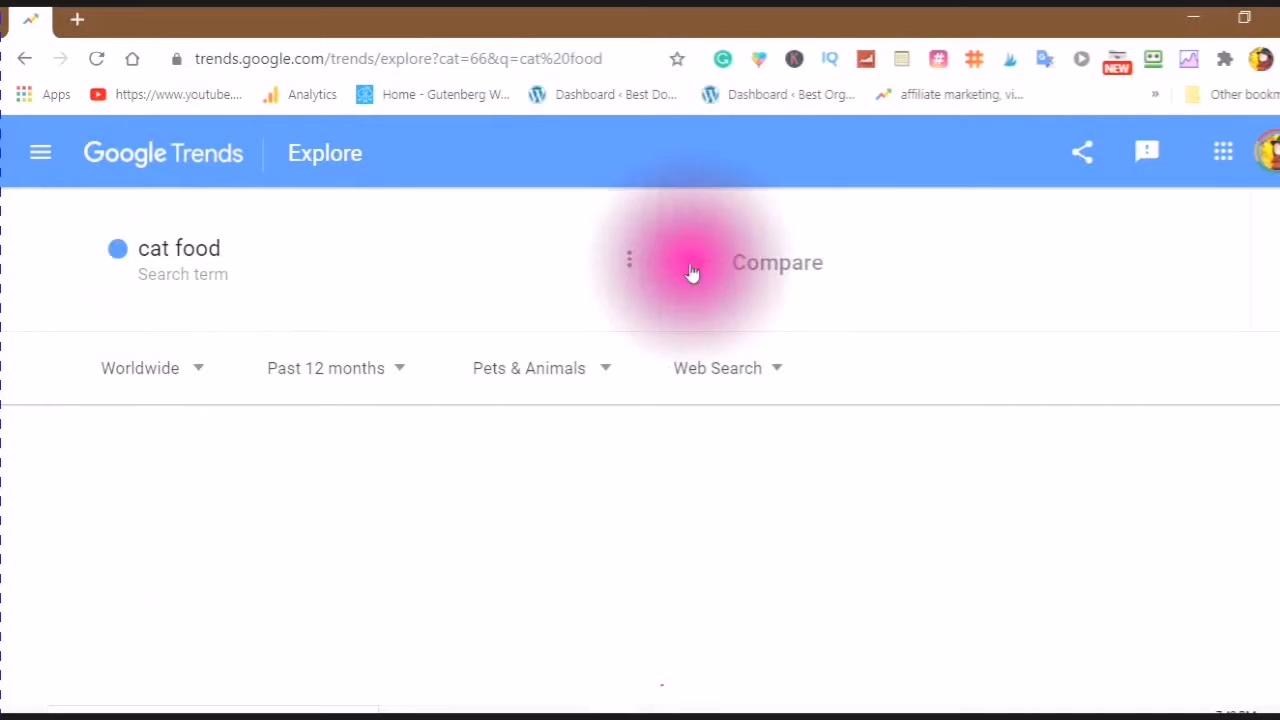 trends.google.com/trends/explore?cat=66&q=cat%20food
IQ
NEW
Apps https://www.youtube.... Analytics Home - Gutenberg W... Dashboard ‹ Best Do... Dashboard ‹ Best Org... affiliate marketing, vi... » Other bookm
Google Trends Explore
cat food
Search term
Compare
Worldwide Past 12 months Pets & Animals Web Search